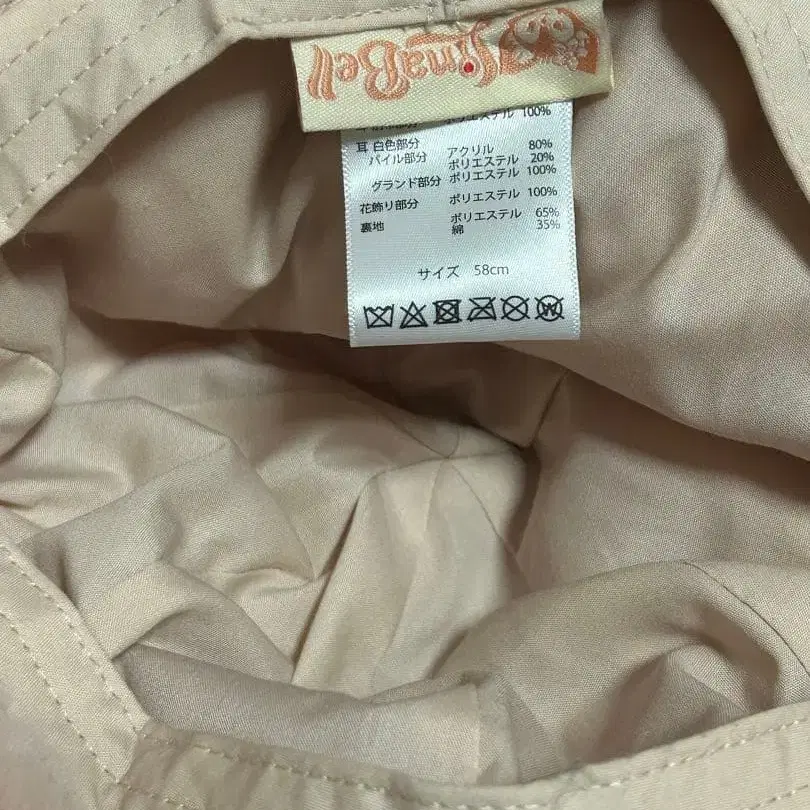 LinaBell
ポリエステル 100%
耳 白色部分
パイル部分 アクリル 80%
ポリエステル 20%
グランド部分 ポリエステル 100%
花飾り部分 ポリエステル 100%
裏地 ポリエステル 65%
綿 35%
サイズ 58cm
W